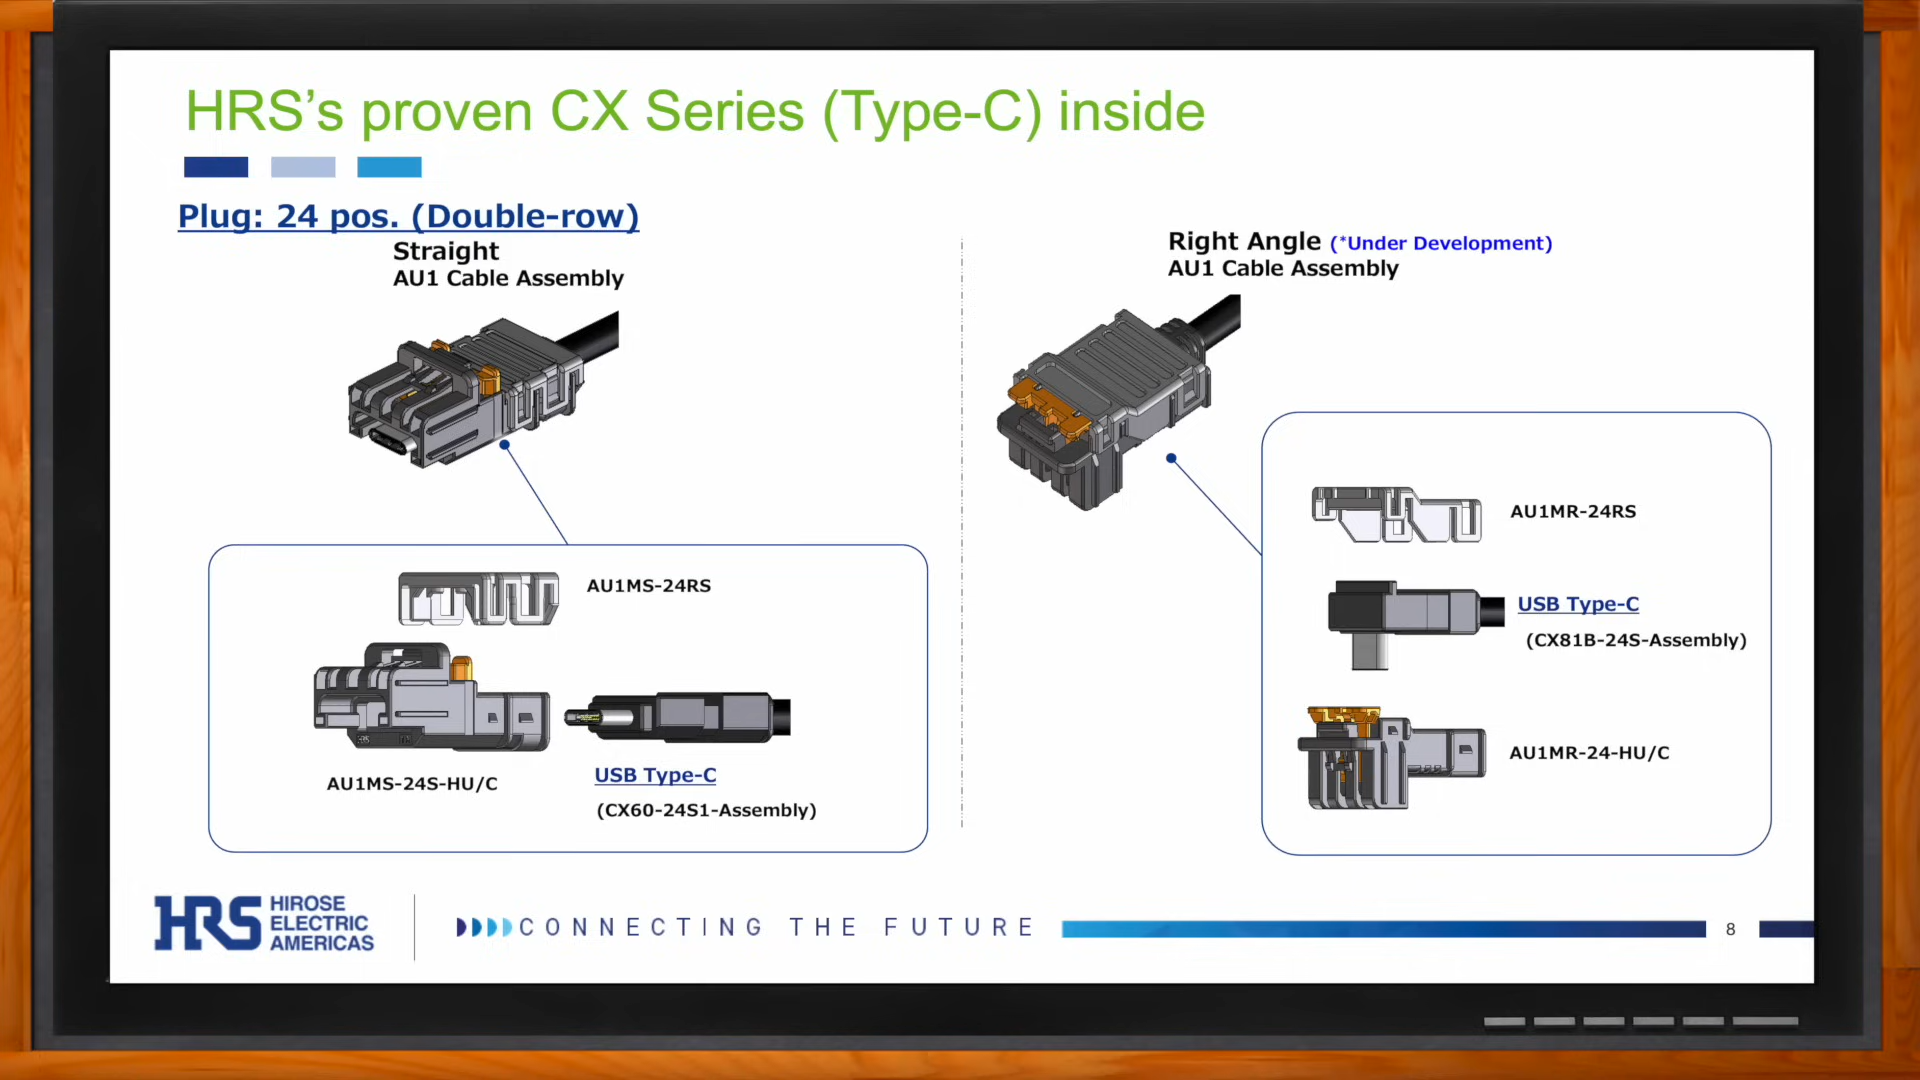 HRS's proven CX Series (Type-C) inside
Plug: 24 pos. (Double-row)
Straight
AU1 Cable Assembly
AU1MS-24RS
AU1MS-24S-HU/C
USB Type-C
(CX60-24S1-Assembly)
Right Angle (*Under Development)
AU1 Cable Assembly
AU1MR-24RS
USB Type-C
(CX81B-24S-Assembly)
AU1MR-24-HU/C
HRS HIROSE
ELECTRIC
AMERICAS
CONNECTING THE FUTURE
8